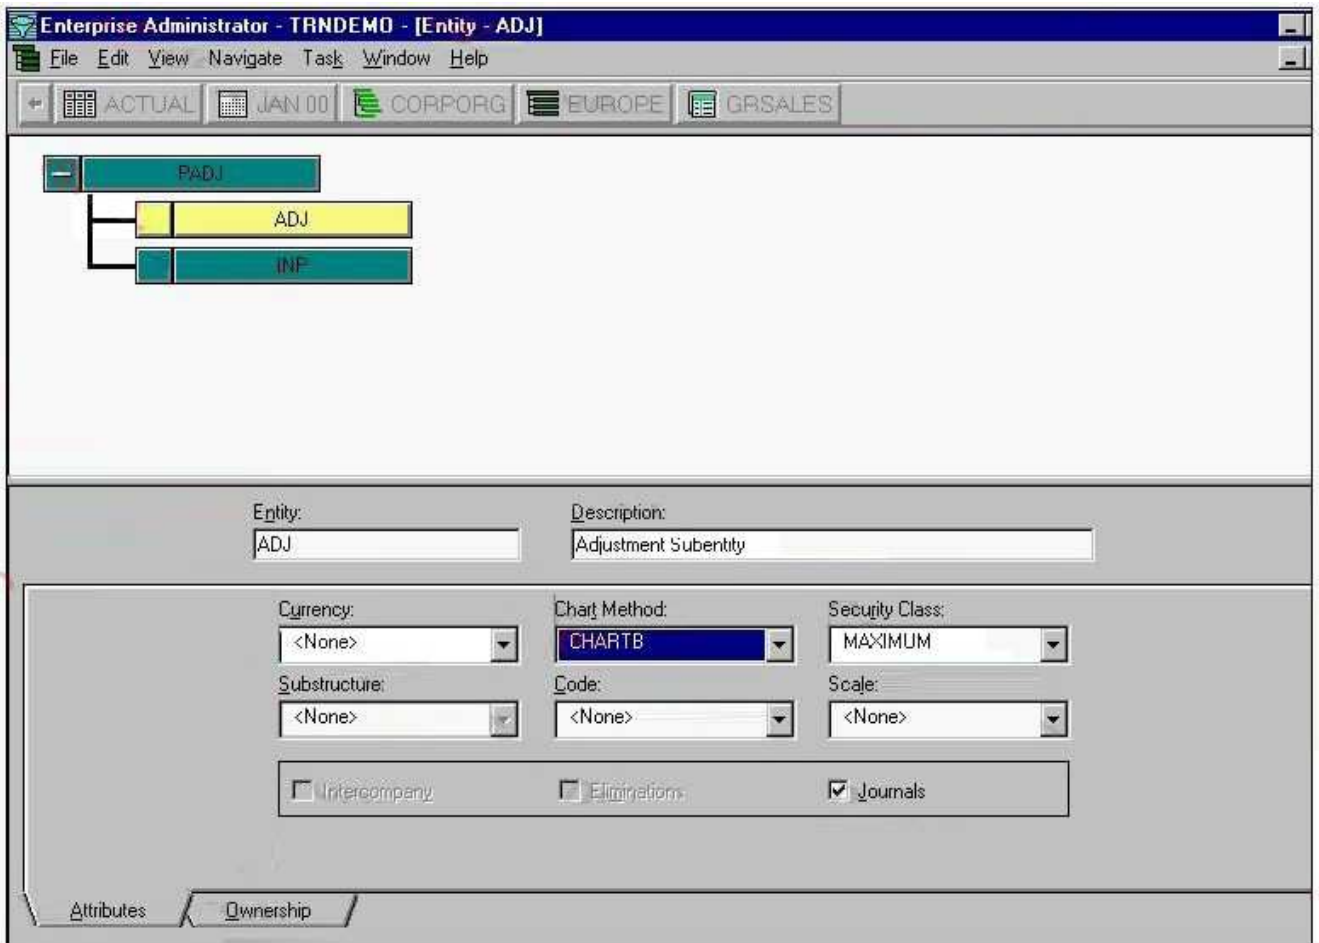 Enterprise Administrator - TRNDEMO - [Entity - ADJ]
File Edit View Navigate Task Window Help
ACTUAL JAN 00 CORPORG EUROPE GRSALES
PADJ
ADJ
INP
Entity: Description:
ADJ Adjustment Subentity
Currency: Chart Method: Security Class:
<None> CHARTB MAXIMUM
Substructure: Code: Scale:
<None> <None> <None>
Intercompany Eliminations Journals
Attributes Ownership